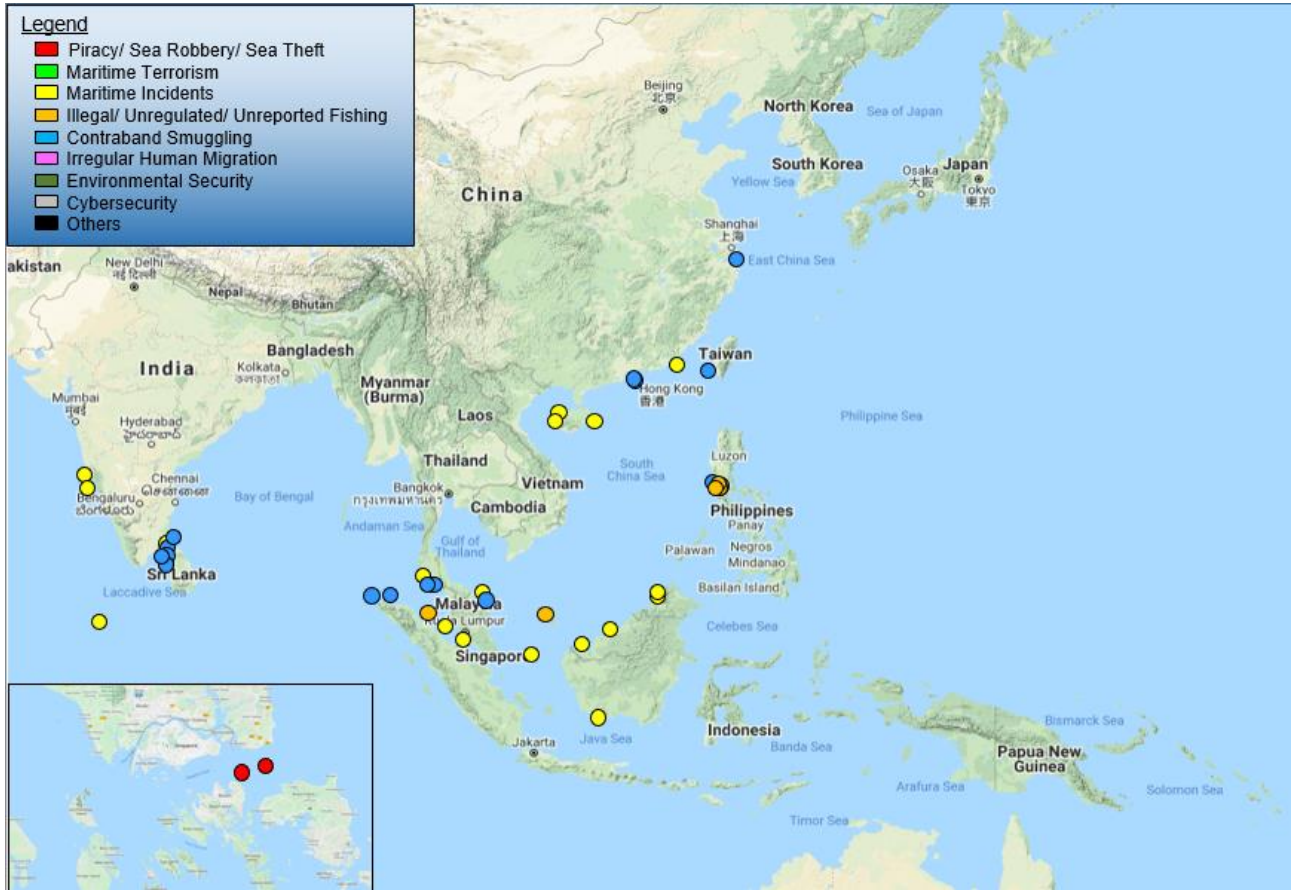 Legend
Piracy/ Sea Robbery/ Sea Theft
Maritime Terrorism
Maritime Incidents
Illegal/ Unregulated/ Unreported Fishing
Contraband Smuggling
Irregular Human Migration
Environmental Security
Cybersecurity
Others
Beijing
北京
North Korea
Sea of Japan
South Korea
Japan
Osaka
大阪
Tokyo
東京
Yellow Sea
China
Shanghai
上海
East China Sea
akistan
New Delhi
नई दिल्ली
Nepal
Bhutan
Bangladesh
Taiwan
India
Kolkata
Myanmar
(Burma)
Hong Kong
香港
Mumbai
मुंबई
Laos
Philippine Sea
Hyderabad
Luzon
Thailand
South
China Sea
Chennai
சென்னை
Bay of Bengal
Bangkok
กรุงเทพมหานคร
Vietnam
Bengaluru
Cambodia
Philippines
Andaman Sea
Panay
Gulf of
Thailand
Palawan
Negros
Mindanao
Sri Lanka
Basilan Island
Laccadive Sea
Lumpur
Celebes Sea
Singapore
Indonesia
Bismarck Sea
Jakarta
Java Sea
Banda Sea
Papua New
Guinea
Arafura Sea
Solomon Sea
Timor Sea